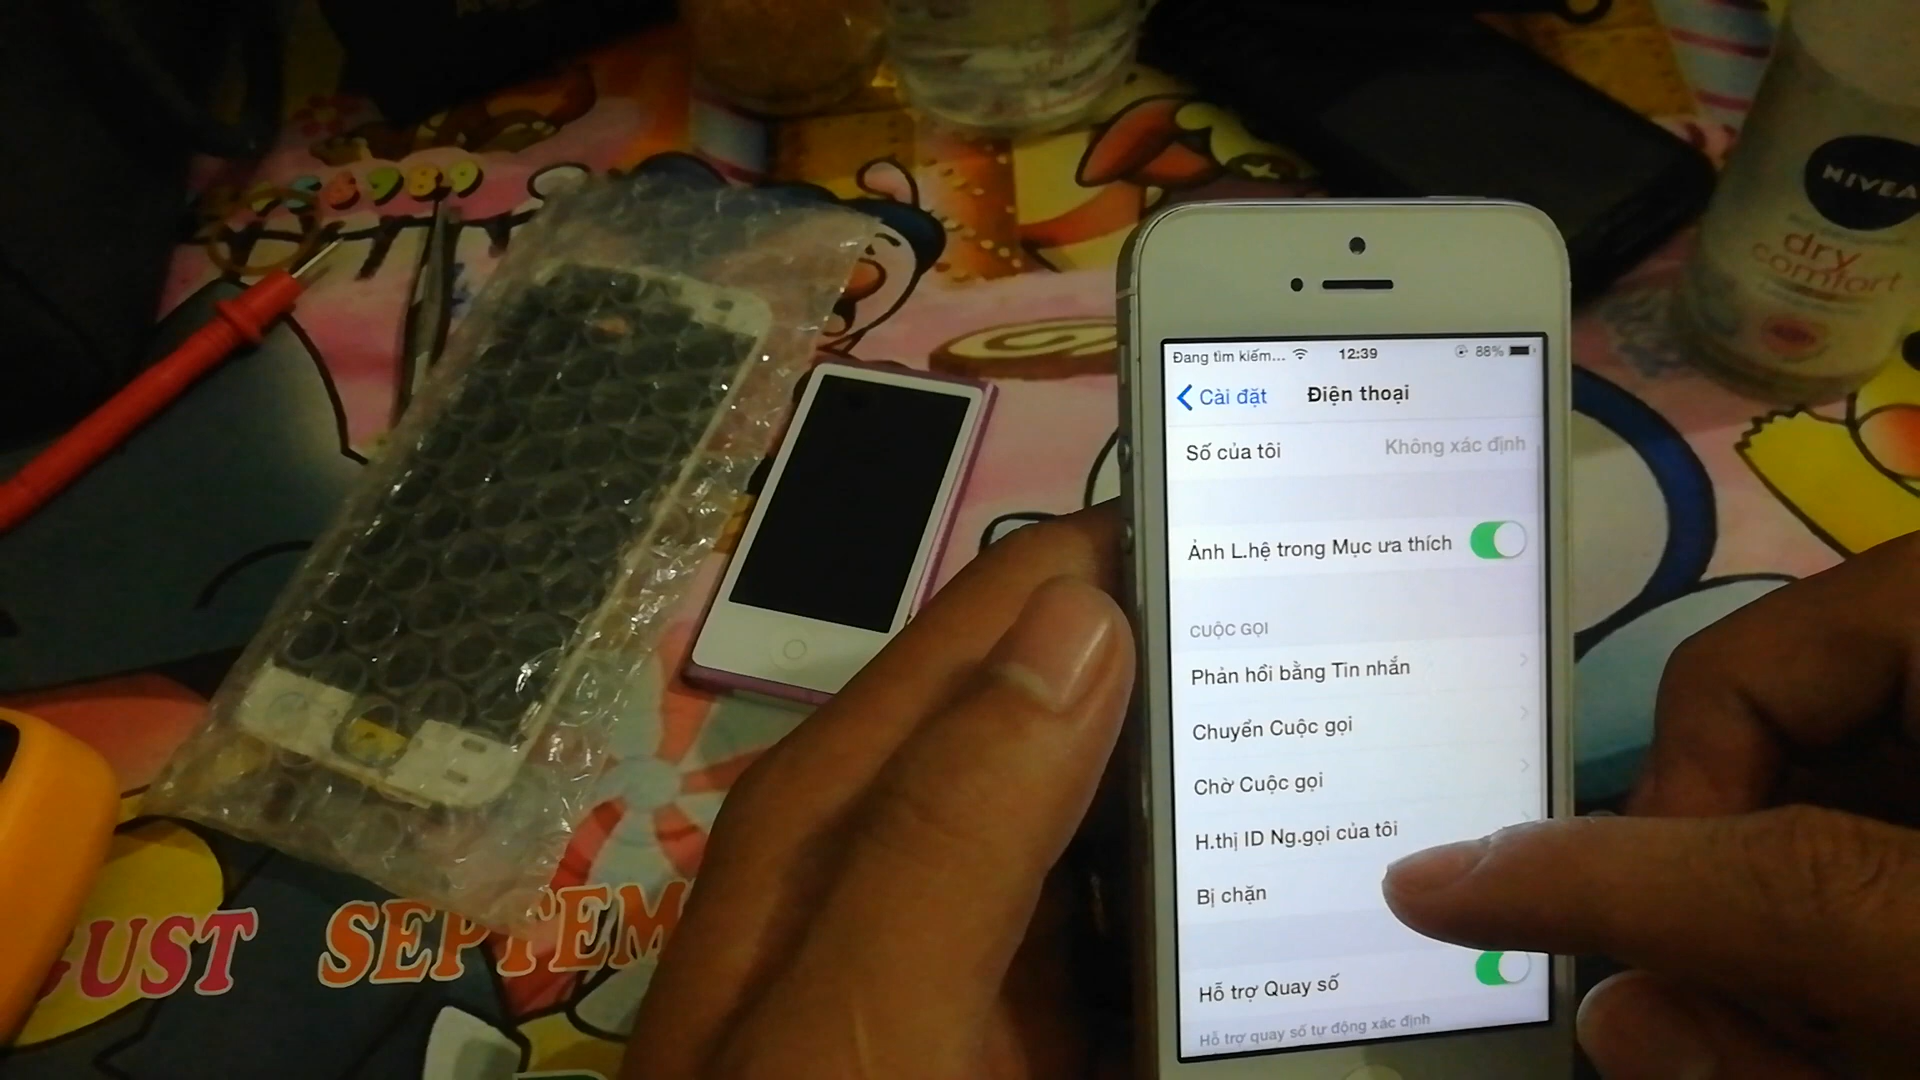 NIVEA
dry
comfort
Đang tìm kiếm... 12:39 88%
Cài đặt Điện thoại
Số của tôi Không xác định
Ảnh L.hệ trong Mục ưa thích
CUỘC GỌI
Phản hồi bằng Tin nhắn
Chuyển Cuộc gọi
Chờ Cuộc gọi
H.thị ID Ng.gọi của tôi
Bị chặn
Hỗ trợ Quay số
Hỗ trợ quay số tự động xác định
GUST SEPTEM